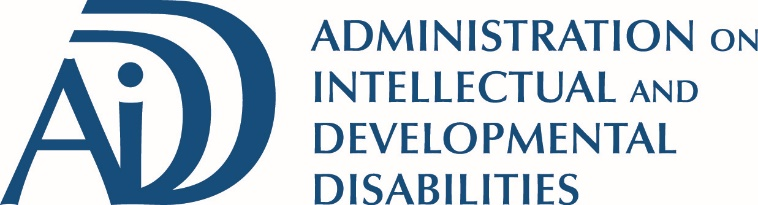 AiDD
ADMINISTRATION ON
INTELLECTUAL AND
DEVELOPMENTAL
DISABILITIES